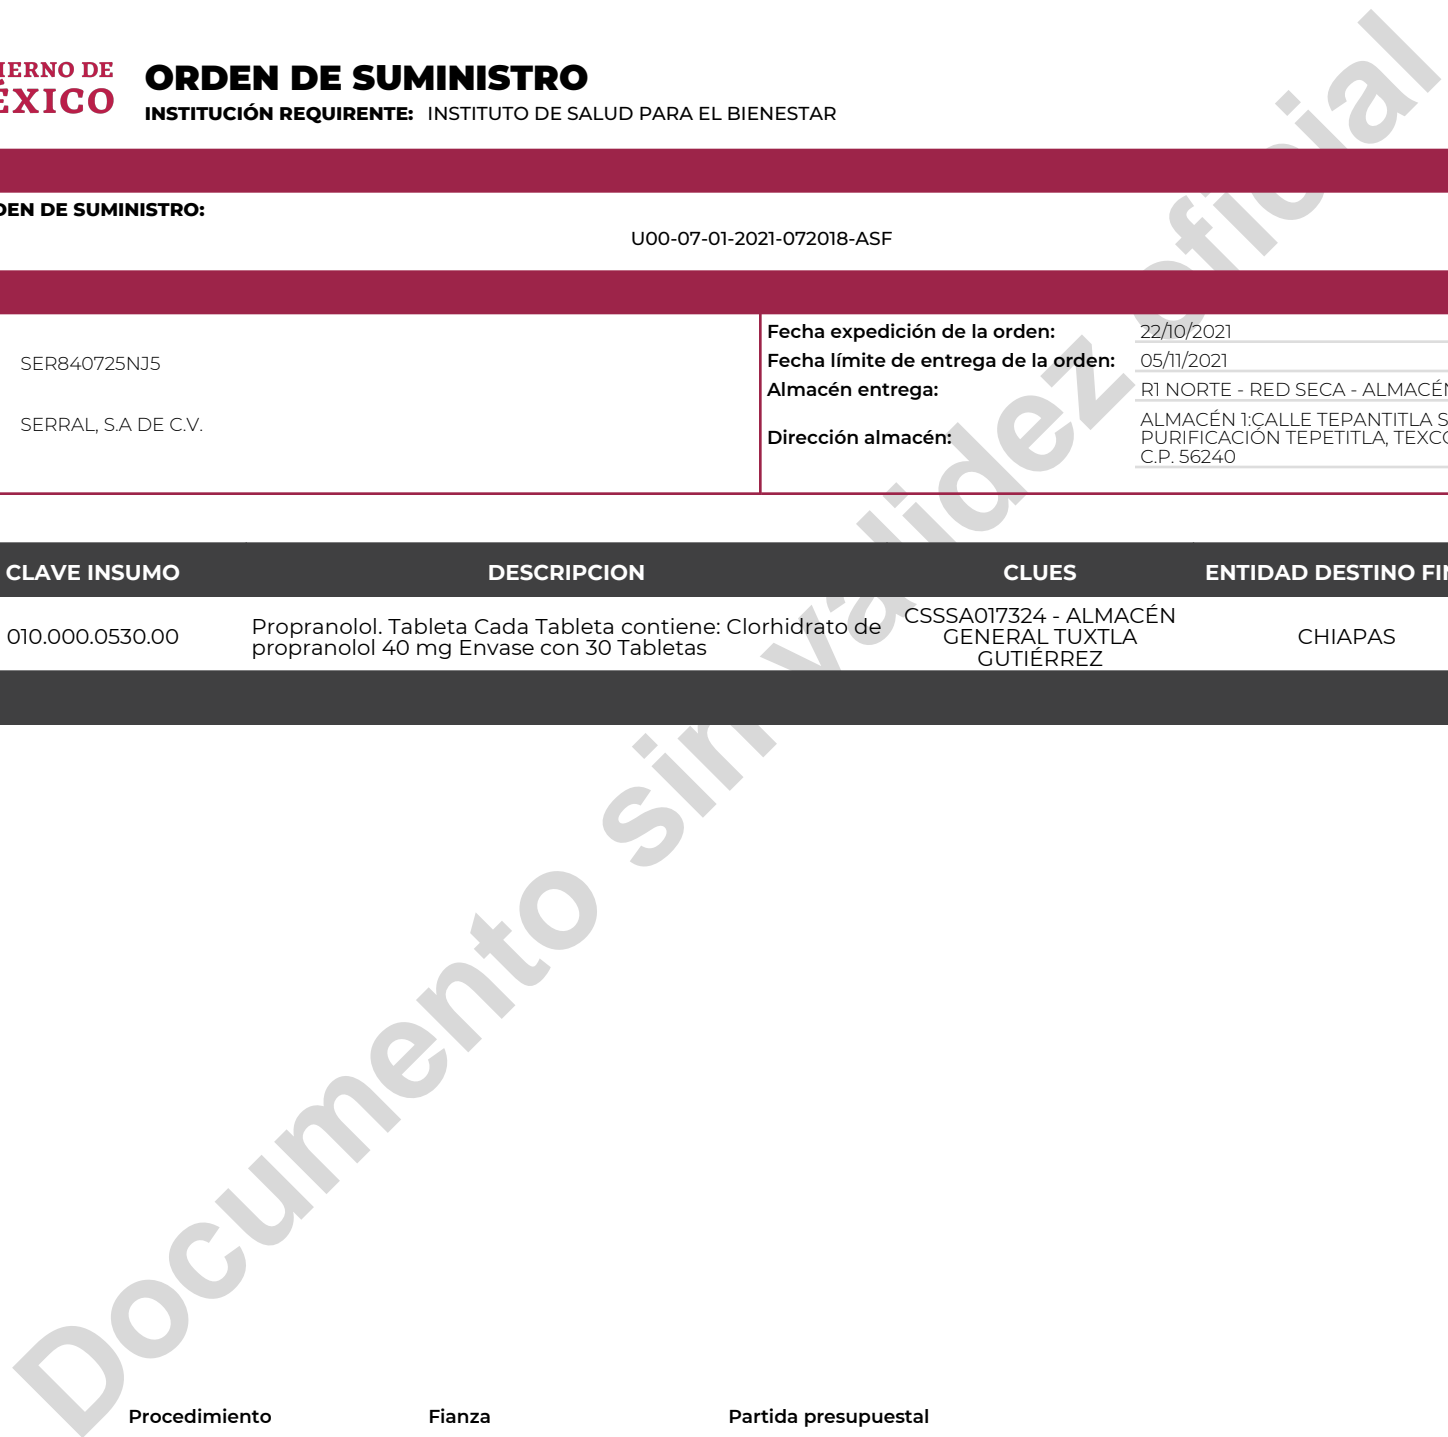 IERNO DE
ÉXICO
ORDEN DE SUMINISTRO
INSTITUCIÓN REQUIRENTE: INSTITUTO DE SALUD PARA EL BIENESTAR
DEN DE SUMINISTRO:
U00-07-01-2021-072018-ASF
SER840725NJ5
SERRAL, S.A DE C.V.
Fecha expedición de la orden: 22/10/2021
Fecha límite de entrega de la orden: 05/11/2021
Almacén entrega: R1 NORTE - RED SECA - ALMACÉN
Dirección almacén: ALMACÉN 1:CALLE TEPANTITLA S
PURIFICACIÓN TEPETITLA, TEXCO
C.P. 56240
CLAVE INSUMO DESCRIPCION CLUES ENTIDAD DESTINO FIN
010.000.0530.00
Propranolol. Tableta Cada Tableta contiene: Clorhidrato de
propranolol 40 mg Envase con 30 Tabletas
CSSSA017324 - ALMACÉN
GENERAL TUXTLA
GUTIÉRREZ
CHIAPAS
Documento sin validez oficial
Procedimiento Fianza Partida presupuestal